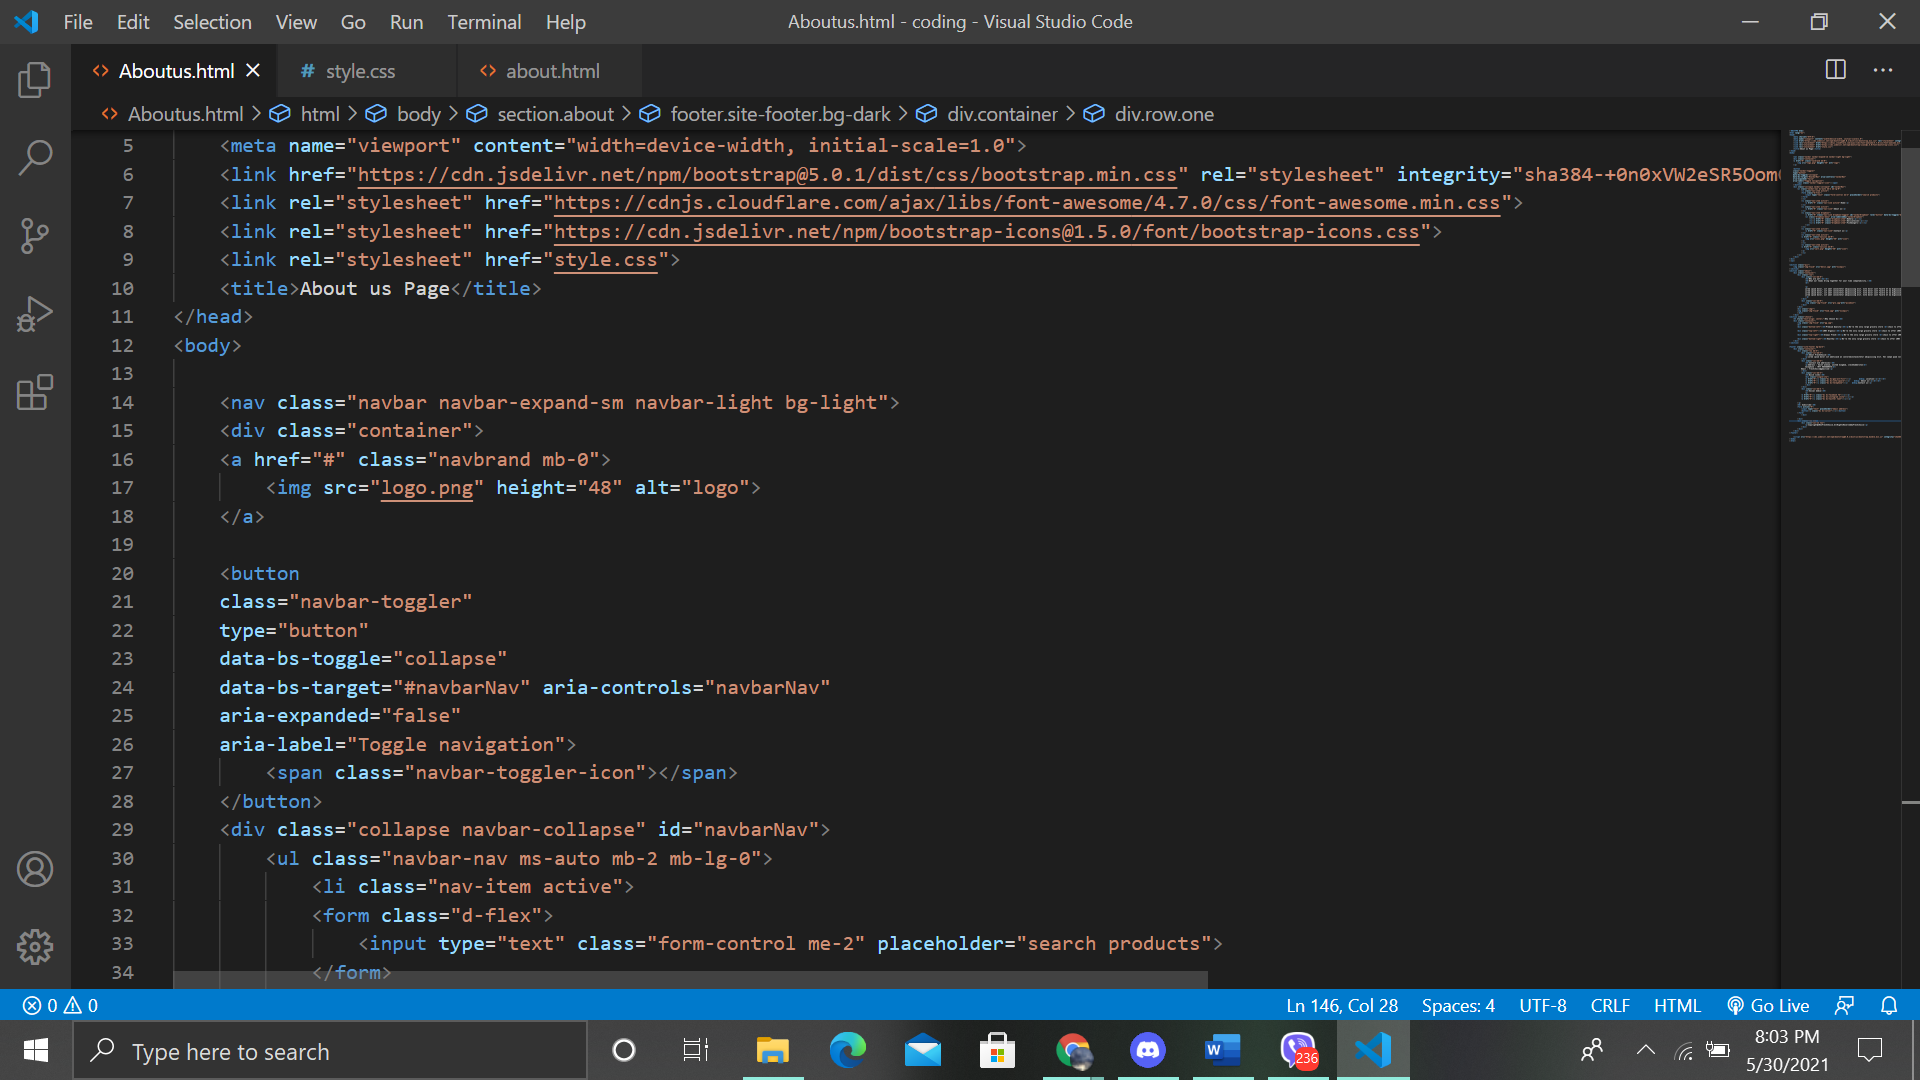 File Edit Selection View Go Run Terminal Help
Aboutus.html - coding - Visual Studio Code
Aboutus.html
# style.css
about.html
Aboutus.html > html > body > section.about > footer.site-footer.bg-dark > div.container > div.row.one
5 <meta name="viewport" content="width=device-width, initial-scale=1.0">
6 <link href="https://cdn.jsdelivr.net/npm/bootstrap@5.0.1/dist/css/bootstrap.min.css" rel="stylesheet" integrity="sha384-+0n0xVW2eSR5Oom
7 <link rel="stylesheet" href="https://cdnjs.cloudflare.com/ajax/libs/font-awesome/4.7.0/css/font-awesome.min.css">
8 <link rel="stylesheet" href="https://cdn.jsdelivr.net/npm/bootstrap-icons@1.5.0/font/bootstrap-icons.css">
9 <link rel="stylesheet" href="style.css">
10 <title>About us Page</title>
11 </head>
12 <body>
13
14 <nav class="navbar navbar-expand-sm navbar-light bg-light">
15 <div class="container">
16 <a href="#" class="navbrand mb-0">
17 <img src="logo.png" height="48" alt="logo">
18 </a>
19
20 <button
21 class="navbar-toggler"
22 type="button"
23 data-bs-toggle="collapse"
24 data-bs-target="#navbarNav" aria-controls="navbarNav"
25 aria-expanded="false"
26 aria-label="Toggle navigation">
27 <span class="navbar-toggler-icon"></span>
28 </button>
29 <div class="collapse navbar-collapse" id="navbarNav">
30 <ul class="navbar-nav ms-auto mb-2 mb-lg-0">
31 <li class="nav-item active">
32 <form class="d-flex">
33 <input type="text" class="form-control me-2" placeholder="search products">
34 </form>
0 0
Ln 146, Col 28 Spaces: 4 UTF-8 CRLF HTML Go Live
Type here to search
236
8:03 PM
5/30/2021